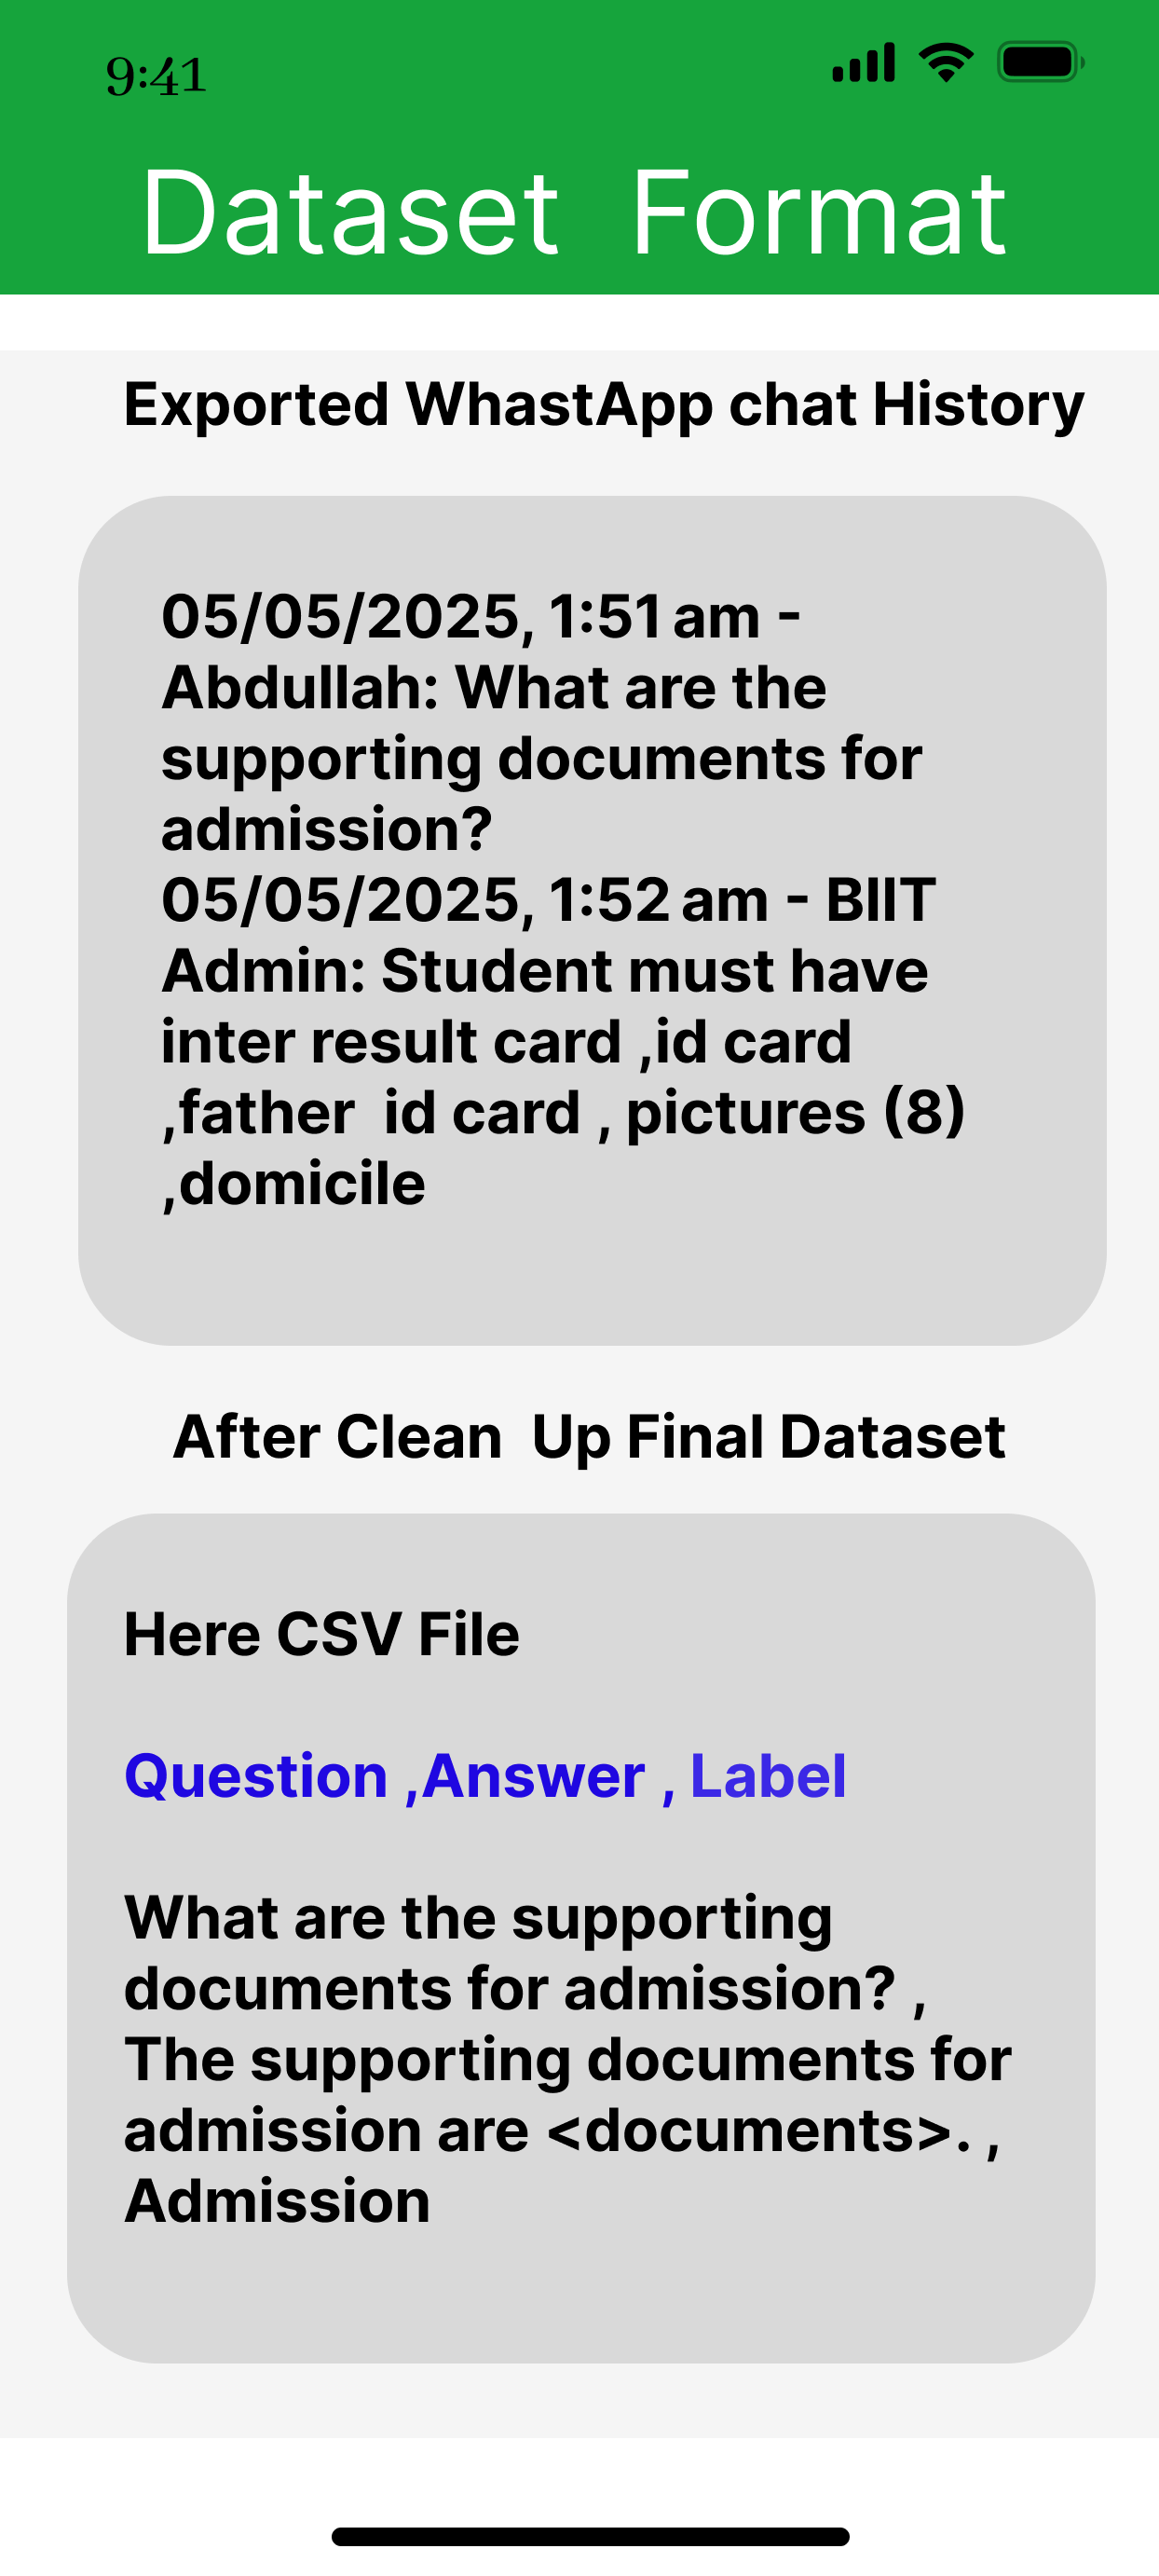 9:41
Dataset Format
Exported WhastApp chat History
05/05/2025, 1:51 am -
Abdullah: What are the
supporting documents for
admission?
05/05/2025, 1:52 am - BIIT
Admin: Student must have
inter result card ,id card
,father  id card , pictures (8)
,domicile
After Clean  Up Final Dataset
Here CSV File
Question ,Answer , Label
What are the supporting
documents for admission? ,
The supporting documents for
admission are <documents>. ,
Admission